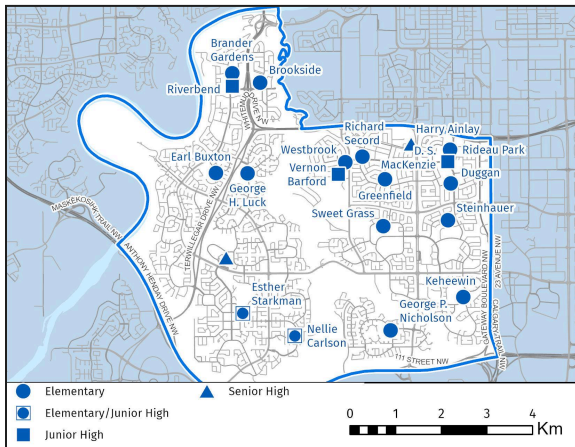 Brander
Gardens
Brookside
Riverbend
WHITEMUD
DRIVE NW
Richard
Secord
Harry Ainlay
Westbrook
D. S.
MacKenzie
Rideau Park
Vernon
Barford
Earl Buxton
George
H. Luck
Greenfield
Duggan
Sweet Grass
Steinhauer
MASKEKOSIHK TRAIL NW
ANTHONY HENDAY DRIVE NW
TERWILLEGAR DRIVE NW
GATEWAY BOULEVARD NW
23 AVENUE NW
CALGARY TRAIL NW
Esther
Starkman
Keheewin
George P.
Nicholson
Nellie
Carlson
111 STREET NW
Elementary
Senior High
Elementary/Junior High
Junior High
0 1 2 3 4
Km